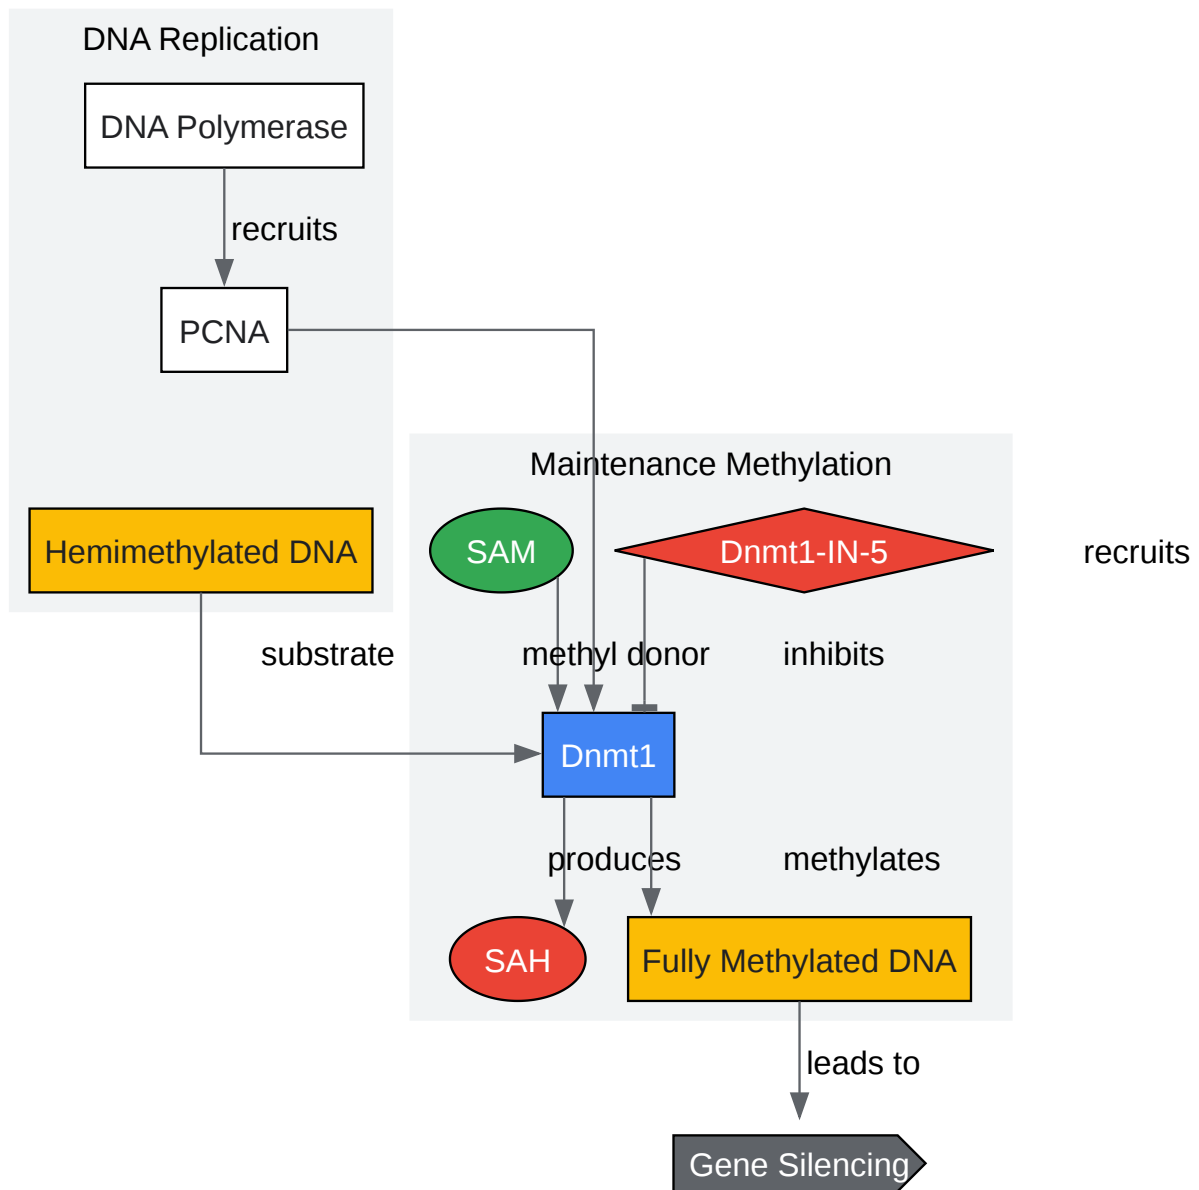 DNA Replication
DNA Polymerase
recruits
PCNA
Maintenance Methylation
Hemimethylated DNA
SAM
Dnmt1-IN-5
recruits
substrate
methyl donor
inhibits
Dnmt1
produces
methylates
SAH
Fully Methylated DNA
leads to
Gene Silencing